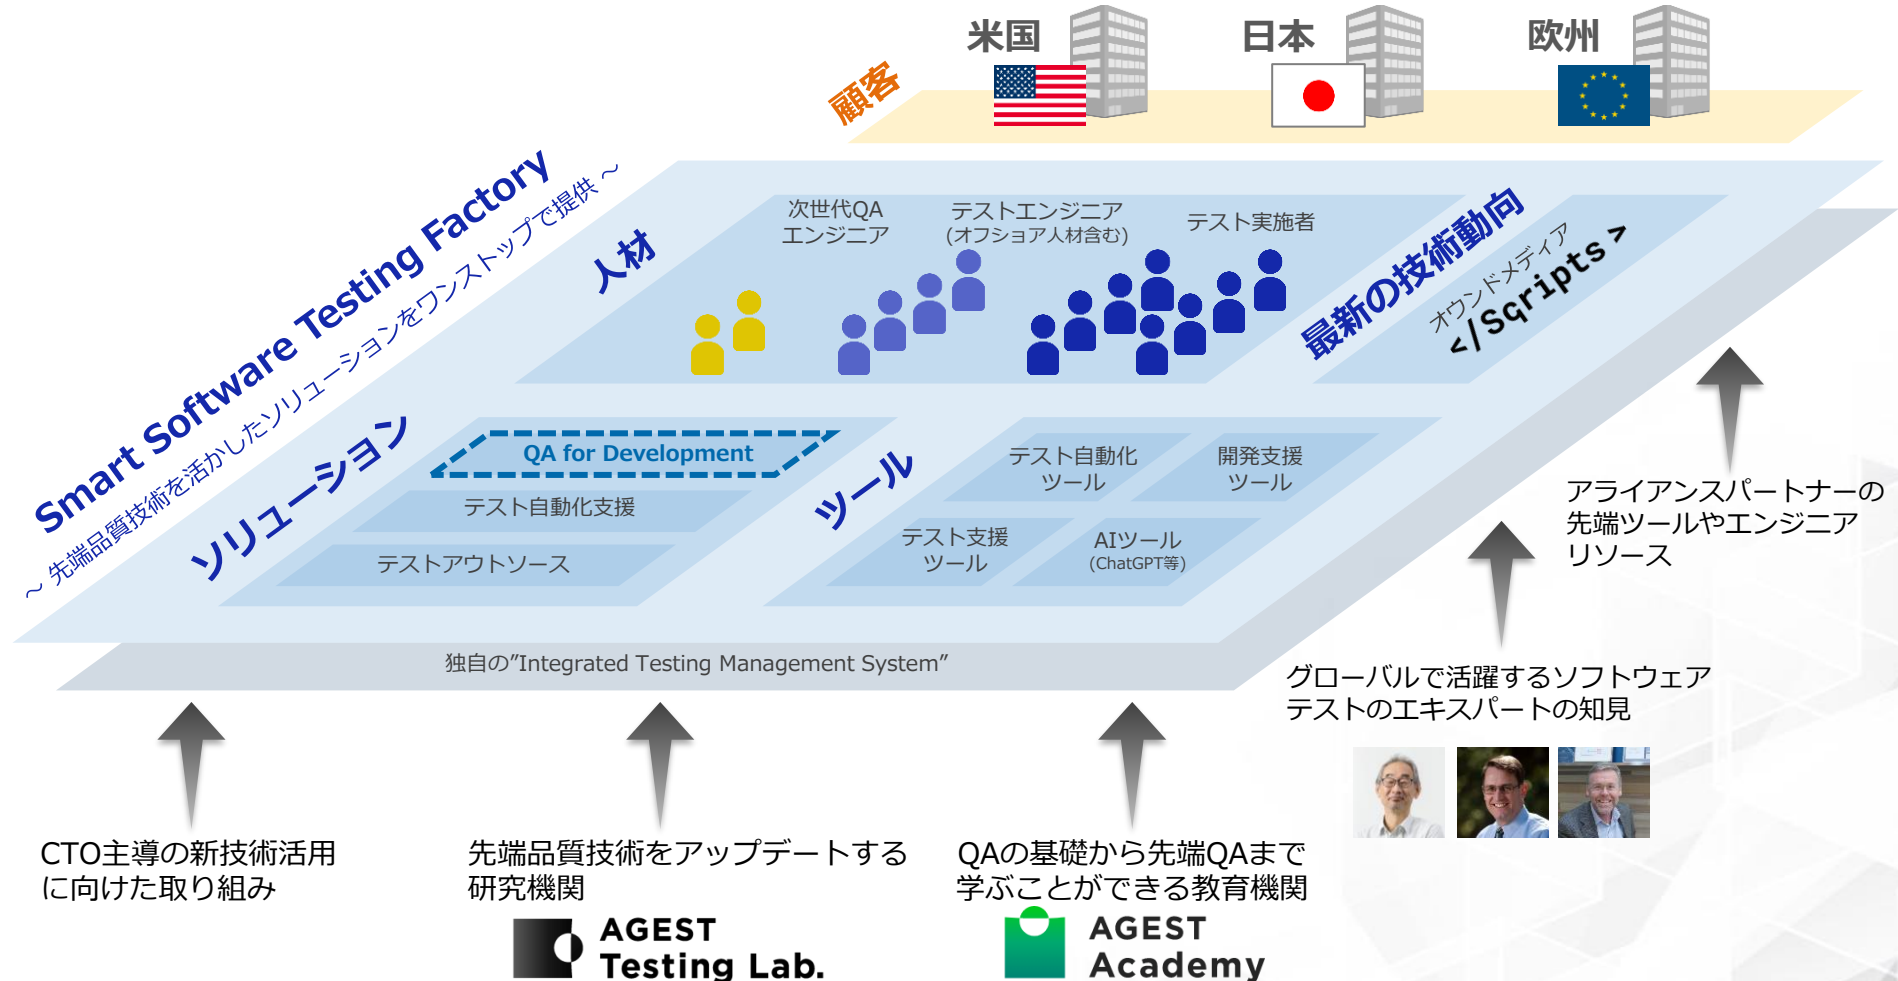 米国
日本
欧州
顧客
Smart Software Testing Factory
～ 先端品質技術を活かしたソリューションをワンストップで提供 ～
人材
次世代QA
エンジニア
テストエンジニア
(オフショア人材含む)
テスト実施者
最新の技術動向
オウンドメディア
</Sqripts>
ソリューション
QA for Development
テスト自動化支援
テストアウトソース
ツール
テスト自動化
ツール
開発支援
ツール
テスト支援
ツール
AIツール
(ChatGPT等)
独自の”Integrated Testing Management System”
アライアンスパートナーの
先端ツールやエンジニア
リソース
グローバルで活躍するソフトウェア
テストのエキスパートの知見
CTO主導の新技術活用
に向けた取り組み
先端品質技術をアップデートする
研究機関
AGEST
Testing Lab.
QAの基礎から先端QAまで
学ぶことができる教育機関
AGEST
Academy